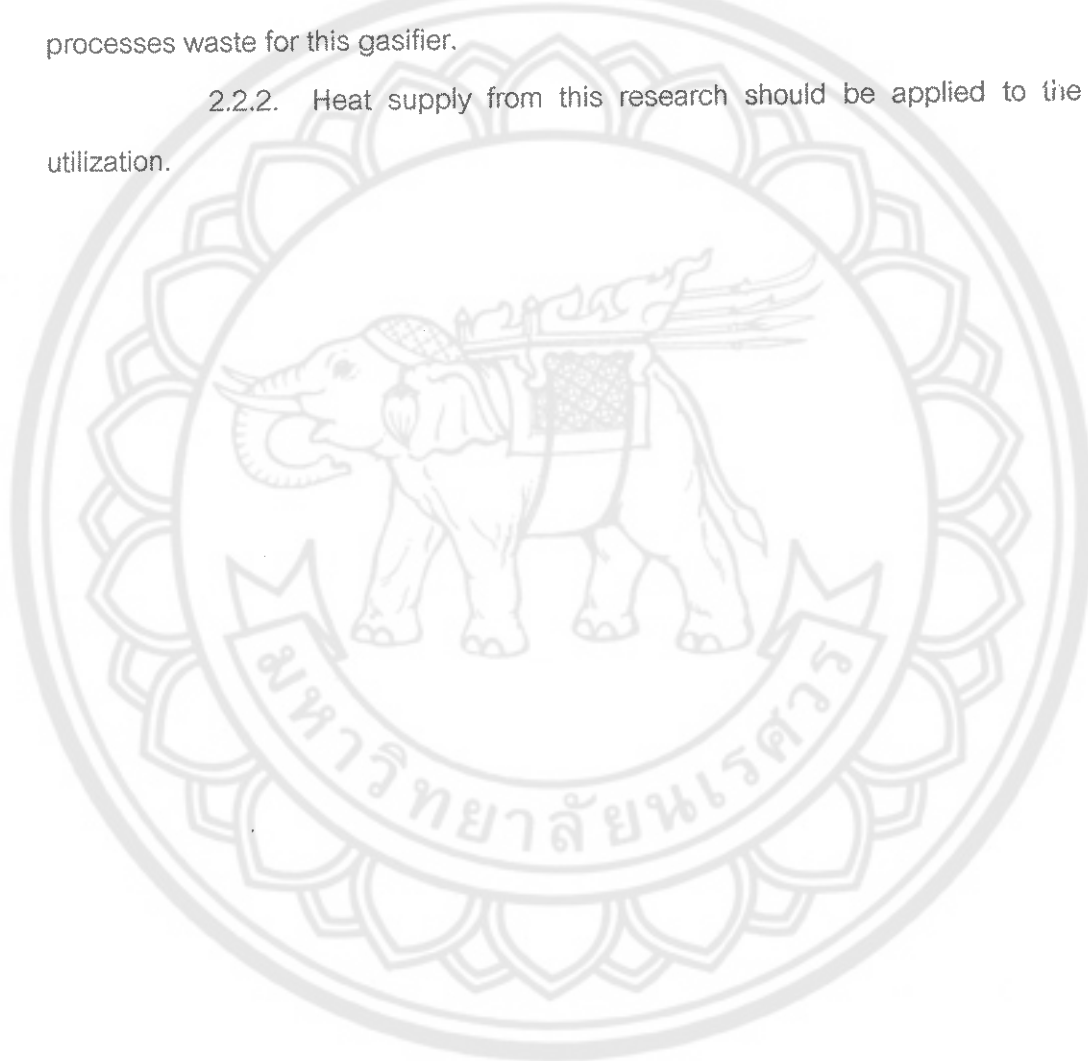 processes waste for this gasifier.
2.2.2. Heat supply from this research should be applied to the
utilization.
มหาวิทยาลัยนเรศวร